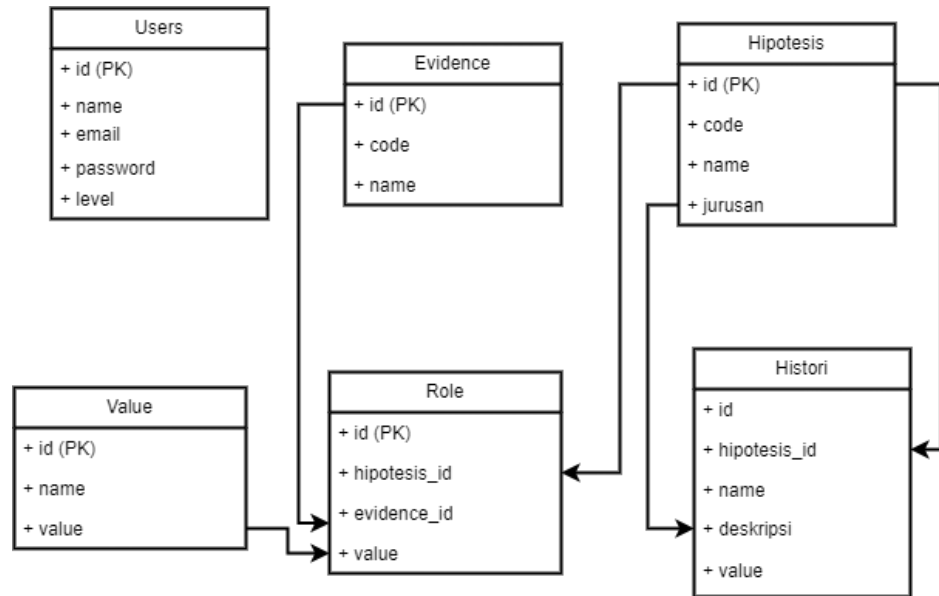 Users
+ id (PK)
+ name
+ email
+ password
+ level
Evidence
+ id (PK)
+ code
+ name
Hipotesis
+ id (PK)
+ code
+ name
+ jurusan
Value
+ id (PK)
+ name
+ value
Role
+ id (PK)
+ hipotesis_id
+ evidence_id
+ value
Histori
+ id
+ hipotesis_id
+ name
+ deskripsi
+ value